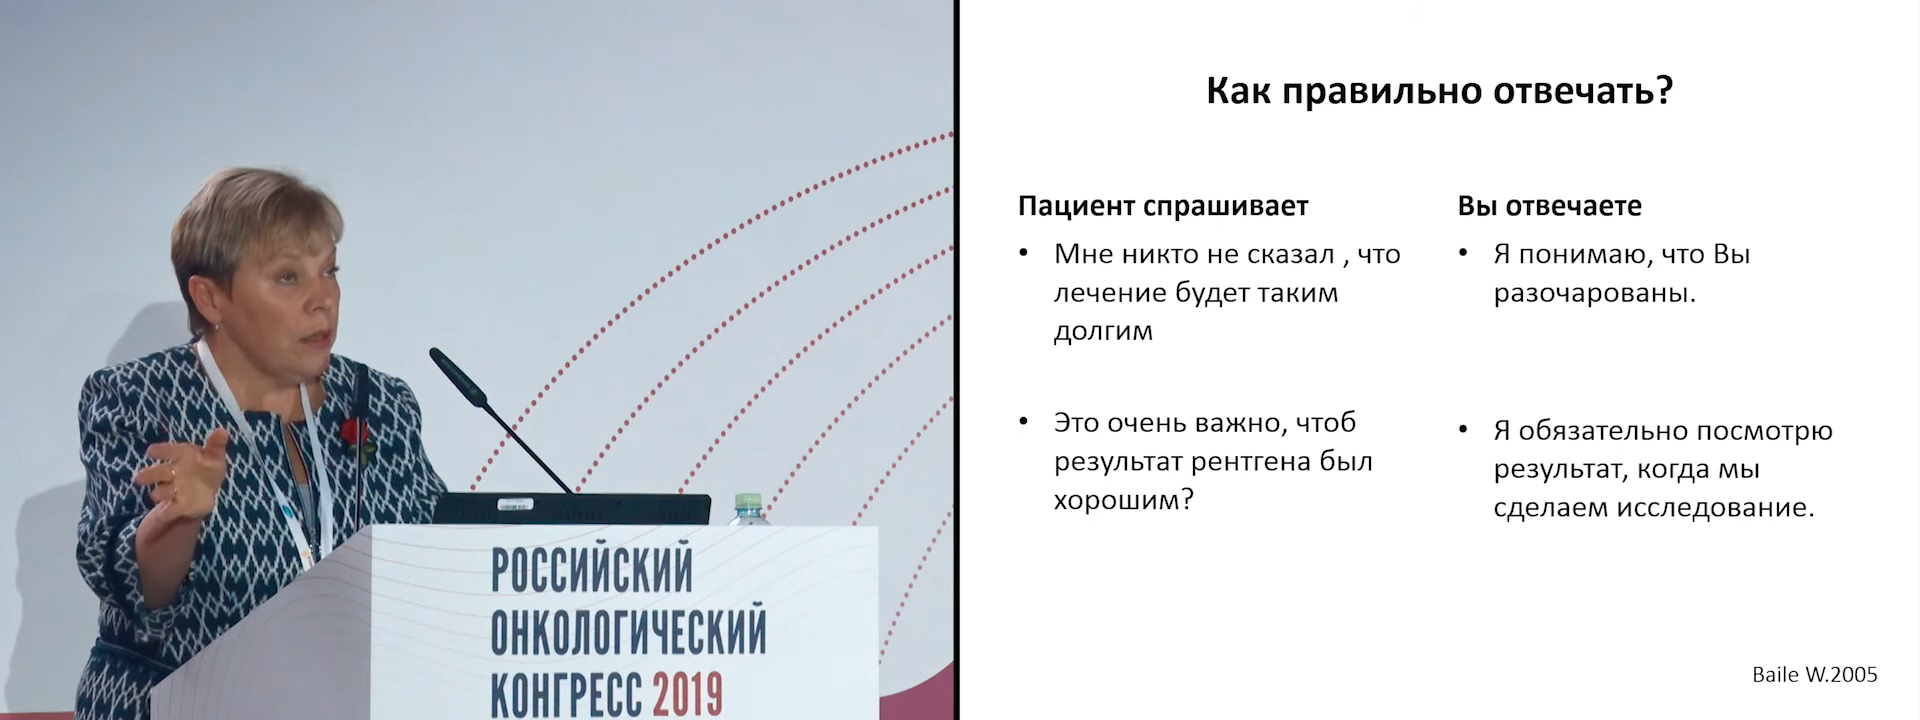 РОССИЙСКИЙ
ОНКОЛОГИЧЕСКИЙ
КОНГРЕСС 2019
Как правильно отвечать?
Пациент спрашивает
• Мне никто не сказал , что
лечение будет таким
долгим
• Это очень важно, чтоб
результат рентгена был
хорошим?
Вы отвечаете
• Я понимаю, что Вы
разочарованы.
• Я обязательно посмотрю
результат, когда мы
сделаем исследование.
Baile W.2005